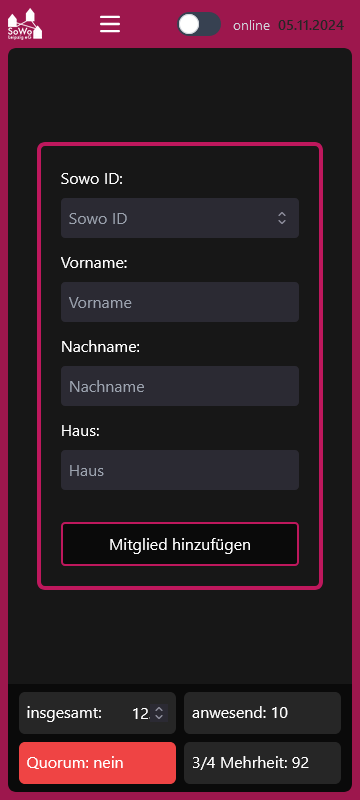 SoWo
Leipzig eG
online 05.11.2024
Sowo ID:
Sowo ID
Vorname:
Vorname
Nachname:
Nachname
Haus:
Haus
Mitglied hinzufügen
insgesamt: 12
anwesend: 10
Quorum: nein
3/4 Mehrheit: 92